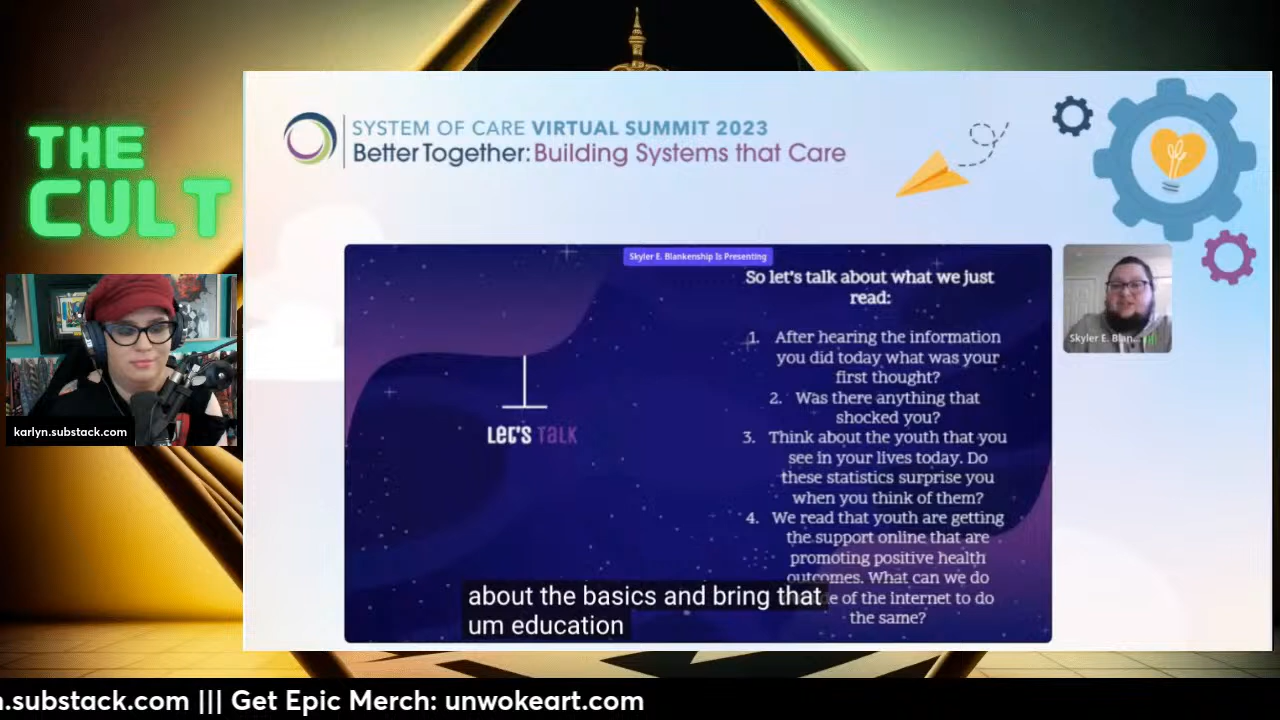 THE
CULT
karlyn.substack.com
SYSTEM OF CARE VIRTUAL SUMMIT 2023
Better Together: Building Systems that Care
Skyler E. Blankenship Is Presenting
So let's talk about what we just
read:
1. After hearing the information
you did today what was your
first thought?
2. Was there anything that
shocked you?
3. Think about the youth that you
see in your lives today. Do
these statistics surprise you
when you think of them?
4. We read that youth are getting
the support online that are
promoting positive health
outcomes. What can we do
of the internet to do
the same?
LET'S TALK
Skyler E. Blan...
about the basics and bring that
um education
.substack.com ||| Get Epic Merch: unwokeart.com